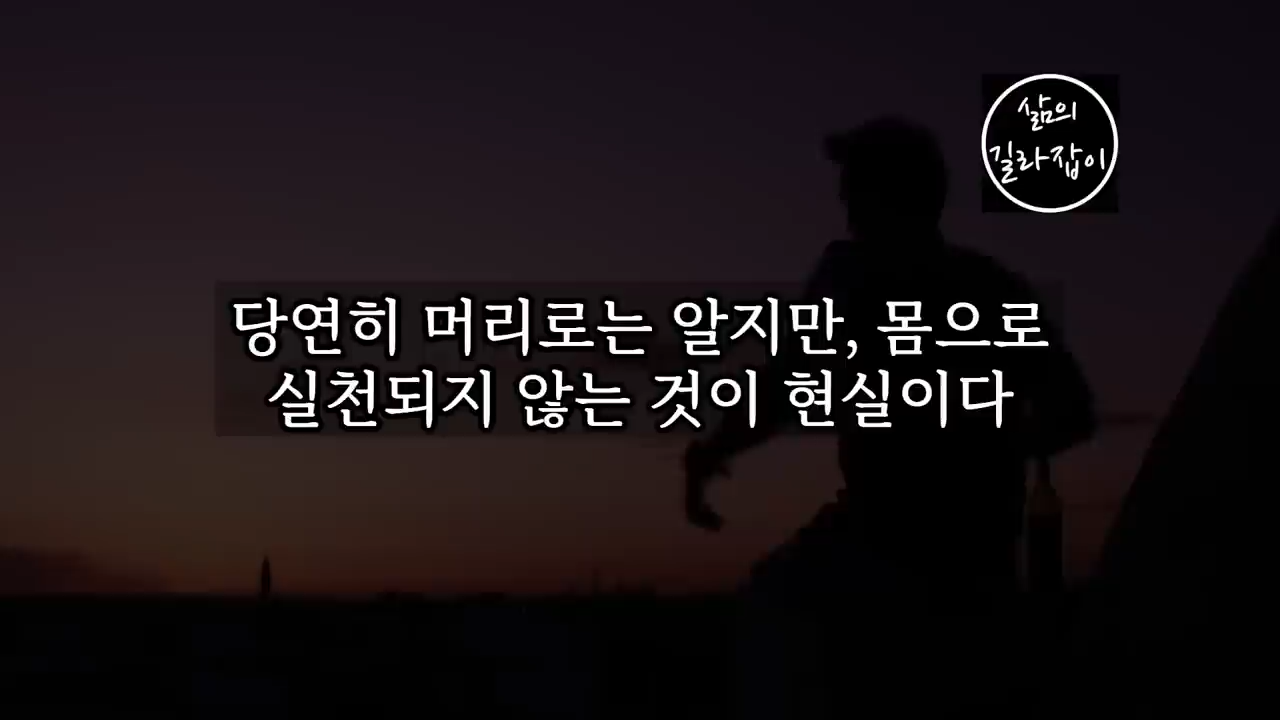 삶의
길라잡이
당연히 머리로는 알지만, 몸으로
실천되지 않는 것이 현실이다